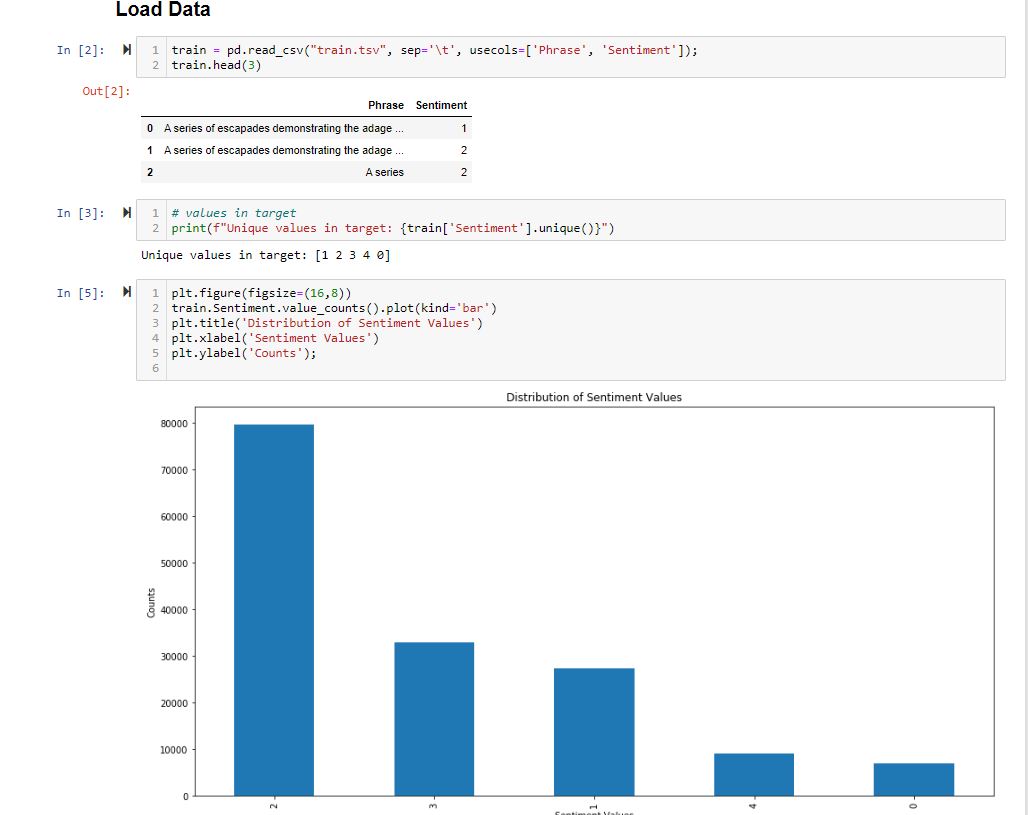 Load Data
In [2]:
1 train = pd.read_csv("train.tsv", sep='\t', usecols=['Phrase', 'Sentiment']);
2 train.head(3)
Out[2]:
Phrase Sentiment
0 A series of escapades demonstrating the adage ... 1
1 A series of escapades demonstrating the adage ... 2
2 A series 2
In [3]:
1 # values in target
2 print(f"Unique values in target: {train['Sentiment'].unique()}")
Unique values in target: [1 2 3 4 0]
In [5]:
1 plt.figure(figsize=(16,8))
2 train.Sentiment.value_counts().plot(kind='bar')
3 plt.title('Distribution of Sentiment Values')
4 plt.xlabel('Sentiment Values')
5 plt.ylabel('Counts');
6
Distribution of Sentiment Values
80000
70000
60000
50000
40000
30000
20000
10000
0
Counts
2 3 1 4 0
Sentiment Values